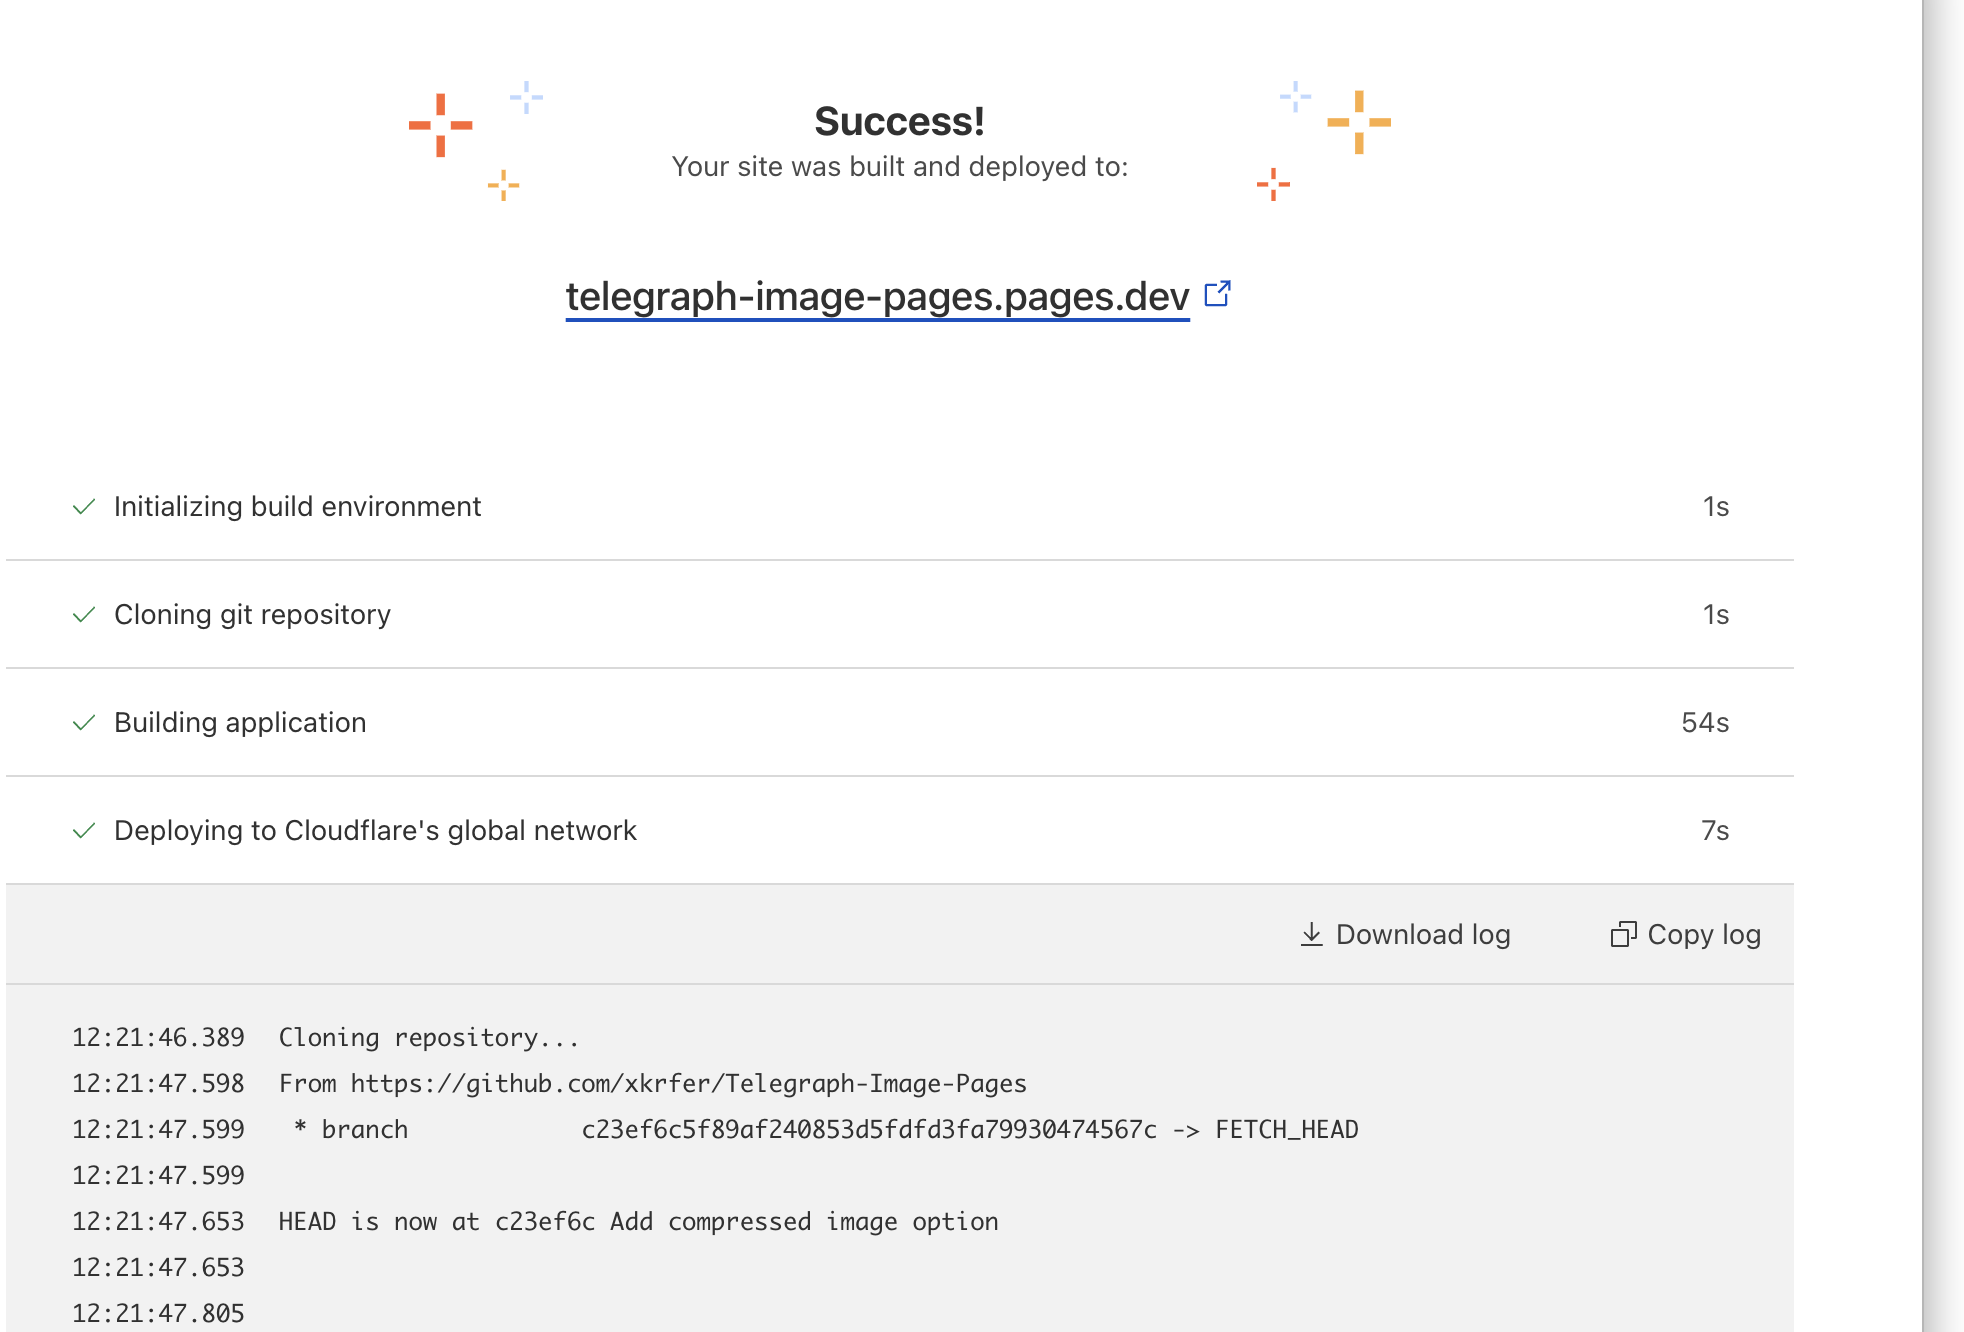 Success!
Your site was built and deployed to:
telegraph-image-pages.pages.dev
Initializing build environment 1s
Cloning git repository 1s
Building application 54s
Deploying to Cloudflare's global network 7s
Download log Copy log
12:21:46.389 Cloning repository...
12:21:47.598 From https://github.com/xkrfer/Telegraph-Image-Pages
12:21:47.599 * branch c23ef6c5f89af240853d5fdfd3fa79930474567c -> FETCH_HEAD
12:21:47.599
12:21:47.653 HEAD is now at c23ef6c Add compressed image option
12:21:47.653
12:21:47.805